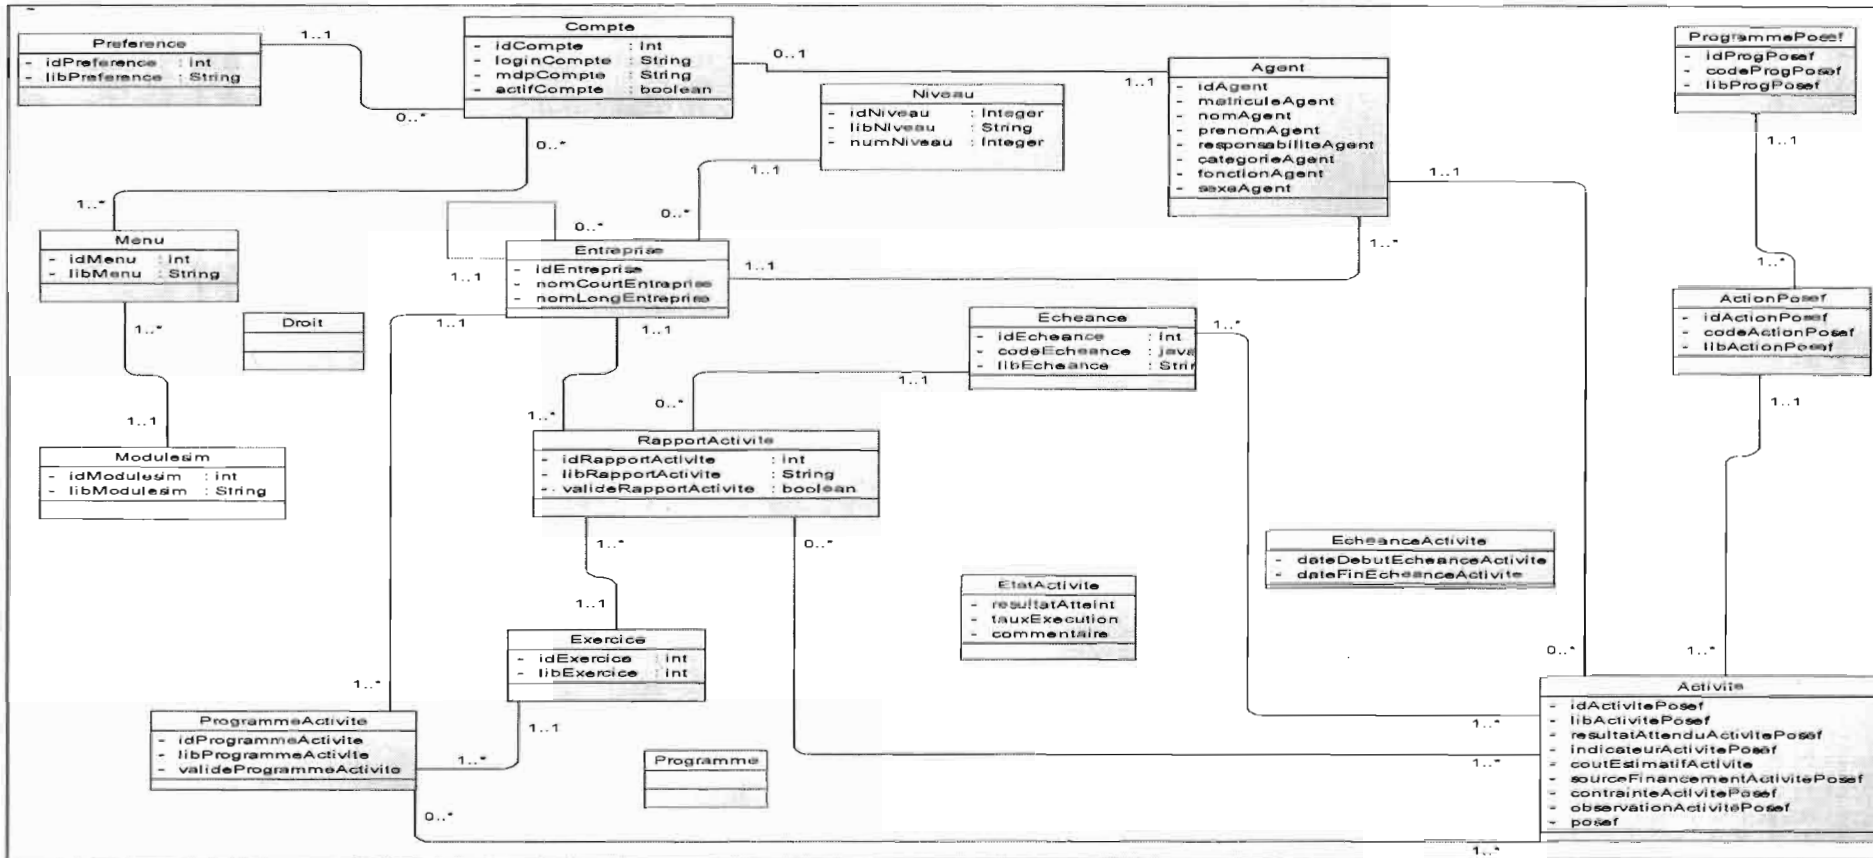 Preference
- idPreference : int
- libPreference : String
1..1
0..*
Compte
- idCompte : Int
- loginCompte : String
- mdpCompte : String
- actifCompte : boolean
0..1
1..1
0..*
1..*
Niveau
- idNiveau : Integer
- libNiveau : String
- numNiveau : Integer
1..1
0..*
Agent
- idAgent
- matriculeAgent
- nomAgent
- prenomAgent
- responsabiliteAgent
- categorieAgent
- fonctionAgent
- sexeAgent
1..1
1..*
ProgrammePosef
- idProgPosef
- codeProgPosef
- libProgPosef
1..1
1..*
Menu
- idMenu : int
- libMenu : String
1..*
1..1
Droit
Entreprise
- idEntreprise
- nomCourtEntreprise
- nomLongEntreprise
0..*
1..1
1..1
1..1
1..1
Echeance
- idEcheance : int
- codeEcheance : java
- libEcheance : Strin
1..*
1..1
0..*
ActionPosef
- idActionPosef
- codeActionPosef
- libActionPosef
1..1
1..*
Modulesim
- idModulesim : int
- libModulesim : String
1..*
RapportActivite
- idRapportActivite : int
- libRapportActivite : String
- valideRapportActivite : boolean
1..*
0..*
1..1
EcheanceActivite
- dateDebutEcheanceActivite
- dateFinEcheanceActivite
EtatActivite
- resultatAtteint
- tauxExecution
- commentaire
Exercice
- idExercice : int
- libExercice : int
1..1
1..*
1..*
ProgrammeActivite
- idProgrammeActivite
- libProgrammeActivite
- valideProgrammeActivite
0..*
Programme
0..*
1..*
1..*
1..*
Activite
- idActivitePosef
- libActivitePosef
- resultatAttenduActivitePosef
- indicateurActivitePosef
- coutEstimatifActivite
- sourceFinancementActivitePosef
- contrainteActivitePosef
- observationActivitePosef
- posef